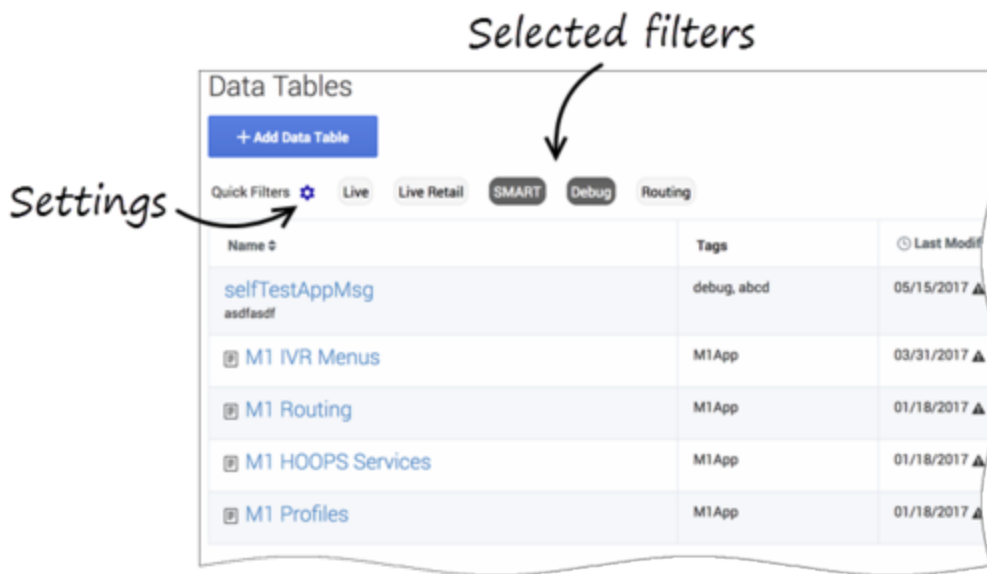 Selected filters
Data Tables
+ Add Data Table
Settings
Quick Filters Live Live Retail SMART Debug Routing
Name Tags Last Modif
selfTestAppMsg debug, abcd 05/15/2017
asdfasdf
M1 IVR Menus M1App 03/31/2017
M1 Routing M1App 01/18/2017
M1 HOOPS Services M1App 01/18/2017
M1 Profiles M1App 01/18/2017